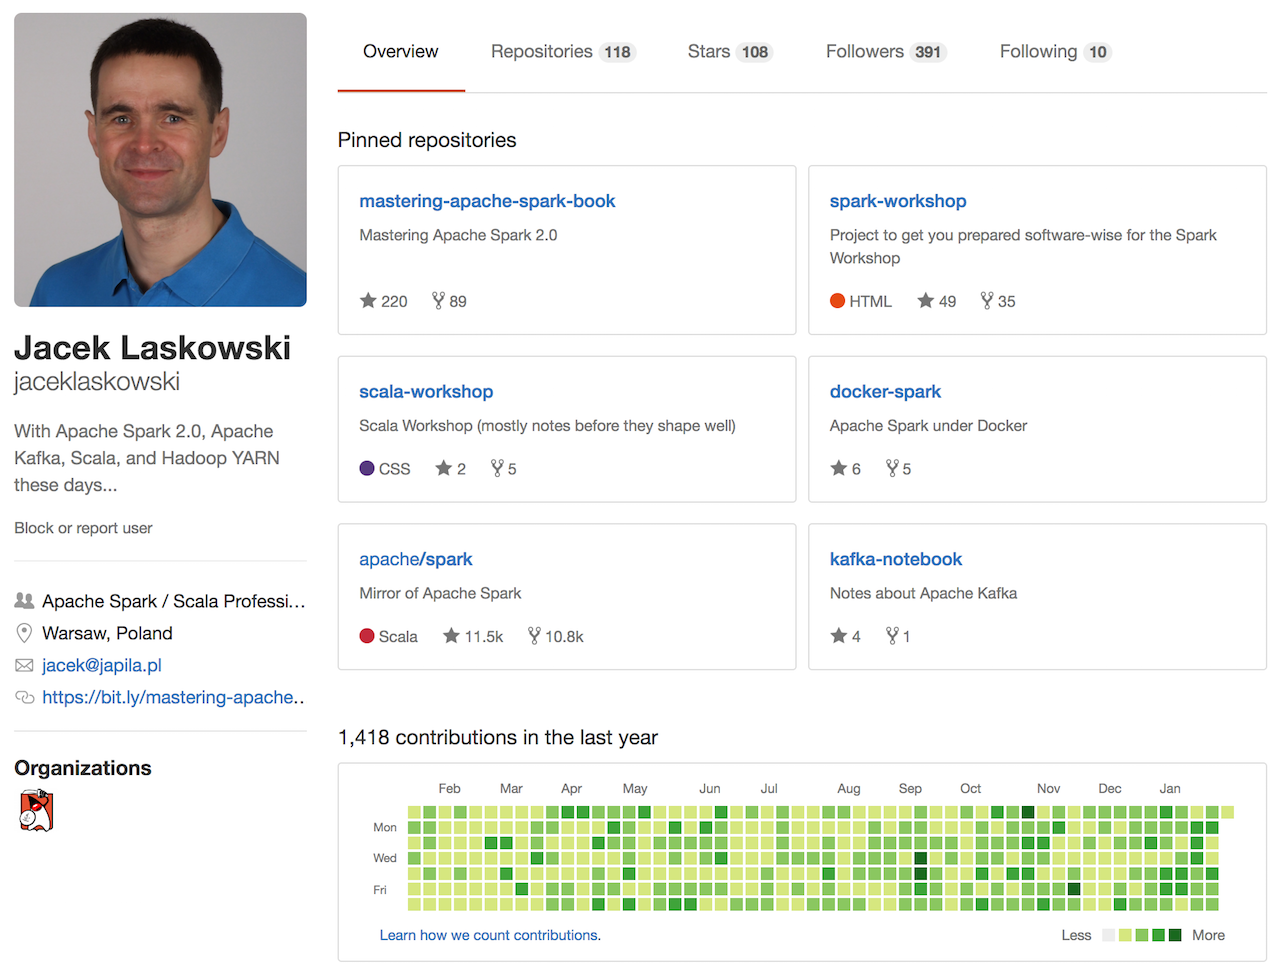 Overview
Repositories 118
Stars 108
Followers 391
Following 10
Jacek Laskowski
jaceklaskowski
With Apache Spark 2.0, Apache
Kafka, Scala, and Hadoop YARN
these days...
Block or report user
Apache Spark / Scala Professi...
Warsaw, Poland
jacek@japila.pl
https://bit.ly/mastering-apache..
Organizations
Pinned repositories
mastering-apache-spark-book
Mastering Apache Spark 2.0
220 89
spark-workshop
Project to get you prepared software-wise for the Spark
Workshop
HTML 49 35
scala-workshop
Scala Workshop (mostly notes before they shape well)
CSS 2 5
docker-spark
Apache Spark under Docker
6 5
apache/spark
Mirror of Apache Spark
Scala 11.5k 10.8k
kafka-notebook
Notes about Apache Kafka
4 1
1,418 contributions in the last year
Feb Mar Apr May Jun Jul Aug Sep Oct Nov Dec Jan
Mon
Wed
Fri
Learn how we count contributions.
Less More